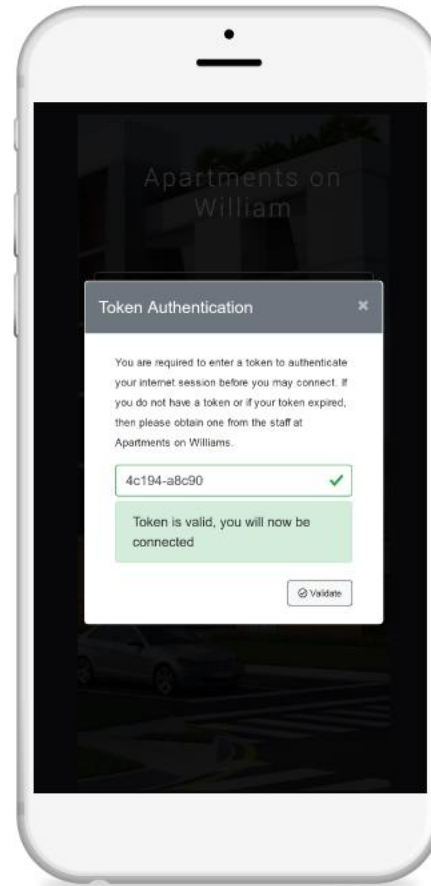 Apartments on
William
Token Authentication ×
You are required to enter a token to authenticate
your internet session before you may connect. If
you do not have a token or if your token expired,
then please obtain one from the staff at
Apartments on Williams.
4c194-a8c90
Token is valid, you will now be
connected
Validate